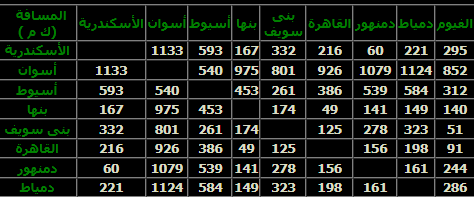 المسافة (ك م) الأسكندرية أسوان أسيوط بنها بنى سويف القاهرة دمنهور دمياط الفيوم
الأسكندرية 1133 593 167 332 216 60 221 295
أسوان 1133 540 975 801 926 1079 1124 852
أسيوط 593 540 453 261 386 539 584 312
بنها 167 975 453 174 49 141 149 140
بنى سويف 332 801 261 174 125 278 323 51
القاهرة 216 926 386 49 125 156 198 91
دمنهور 60 1079 539 141 278 156 161 244
دمياط 221 1124 584 149 323 198 161 286